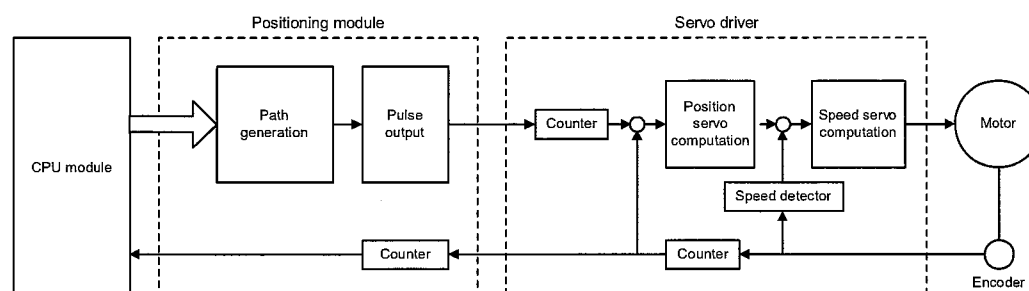 Positioning module
Servo driver
CPU module
Path
generation
Pulse
output
Counter
Position
servo
computation
Speed servo
computation
Motor
Speed detector
Counter
Counter
Encoder